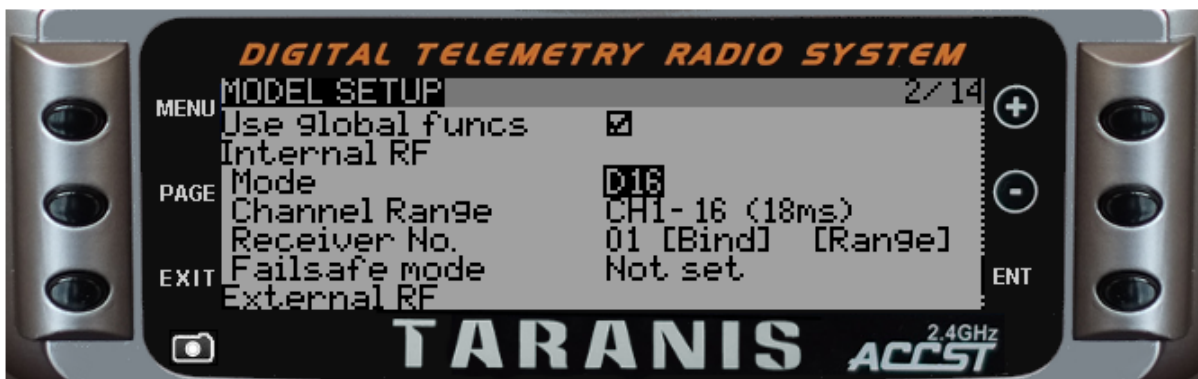 DIGITAL TELEMETRY RADIO SYSTEM
MENU
MODEL SETUP 2/14
Use global funcs
Internal RF
PAGE
Mode D16
Channel Range CH1-16 (18ms)
Receiver No. 01 [Bind] [Range]
EXIT
Failsafe mode Not set
ENT
External RF
+
-
TARANIS
2.4GHz
ACCST